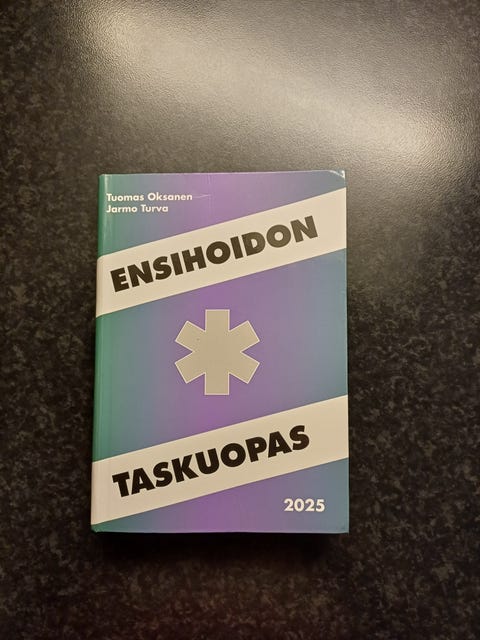 Tuomas Oksanen
Jarmo Turva
ENSIHOIDON
TASKUOPAS
2025